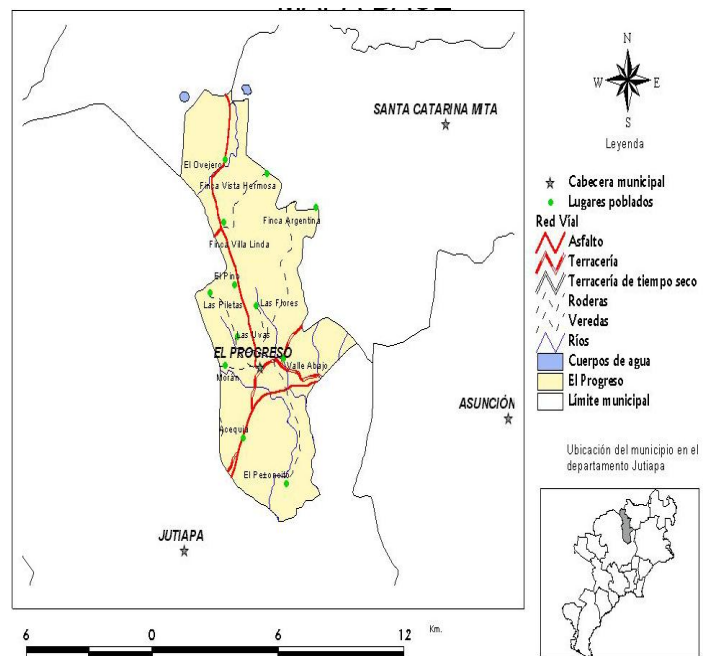 SANTA CATARINA MITA
El Ovejero
Finca Vista Hermosa
Finca Argentina
Finca Villa Linda
El Pino
Las Piletas
Las Flores
Las Uvas
EL PROGRESO
Valle Abajo
Morán
ASUNCIÓN
Acequia
JUTIAPA
N
W
E
S
Leyenda
Cabecera municipal
Lugares poblados
Red Víal
Asfalto
Terracería
Terracería de tiempo seco
Roderas
Veredas
Ríos
Cuerpos de agua
El Progreso
Límite municipal
Ubicación del municipio en el
departamento Jutiapa
6 0 6 12 Km.